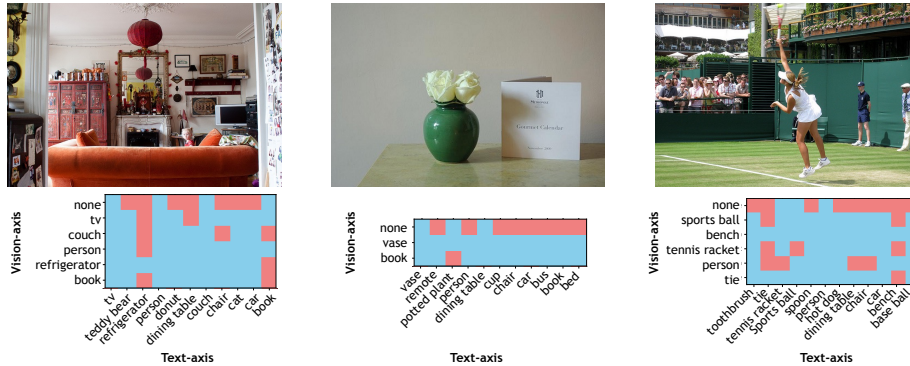 Gourmet Calendar
Vision-axis
none
tv
couch
person
refrigerator
book
tv
teddy bear
refrigerator
person
donut
dining table
couch
chair
cat
car
book
Text-axis
Vision-axis
none
vase
book
vase
remote
potted plant
person
dining table
cup
chair
car
bus
book
bed
Text-axis
Vision-axis
none
sports ball
bench
tennis racket
person
tie
toothbrush
tie
tennis racket
Sports ball
spoon
person
hot dog
dining table
chair
car
bench
base ball
Text-axis